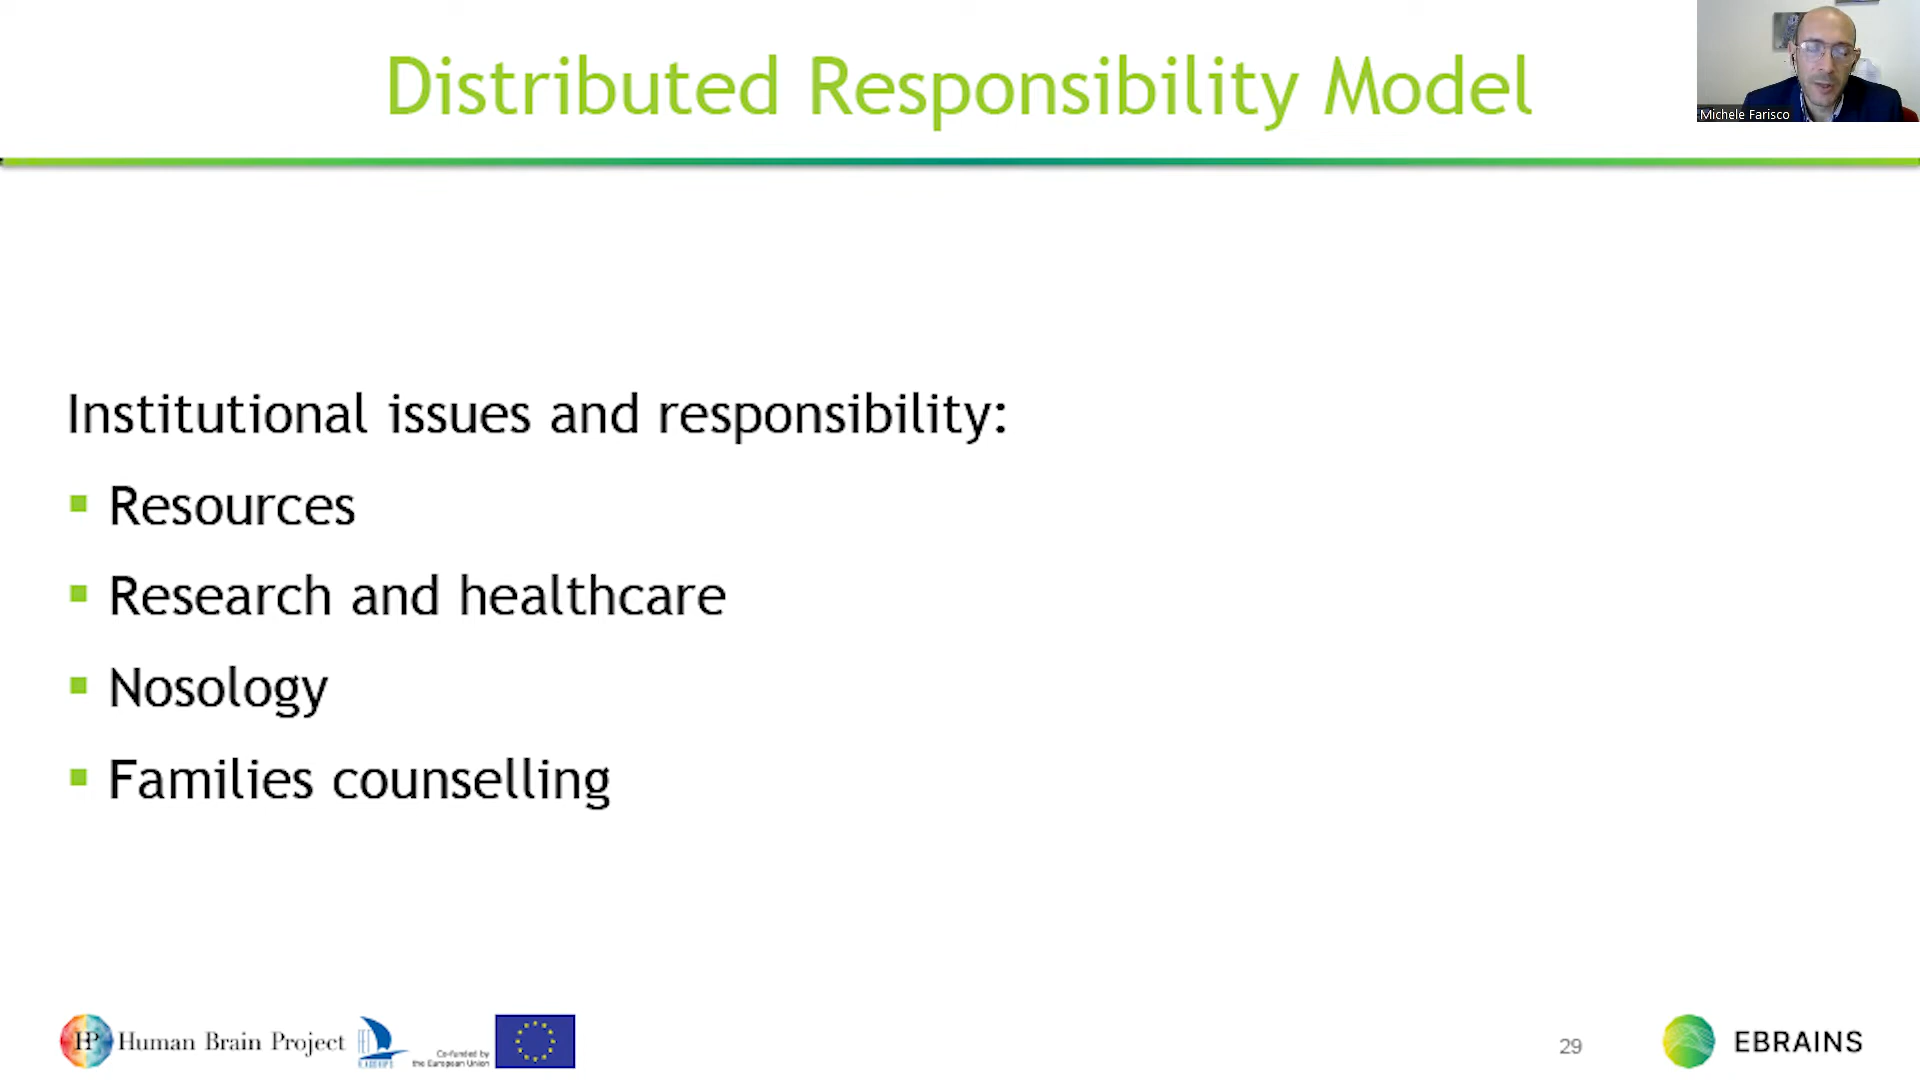 Distributed Responsibility Model
Michele Farisco
Institutional issues and responsibility:
Resources
Research and healthcare
Nosology
Families counselling
HP Human Brain Project
Co-funded by
the European Union
29
EBRAINS